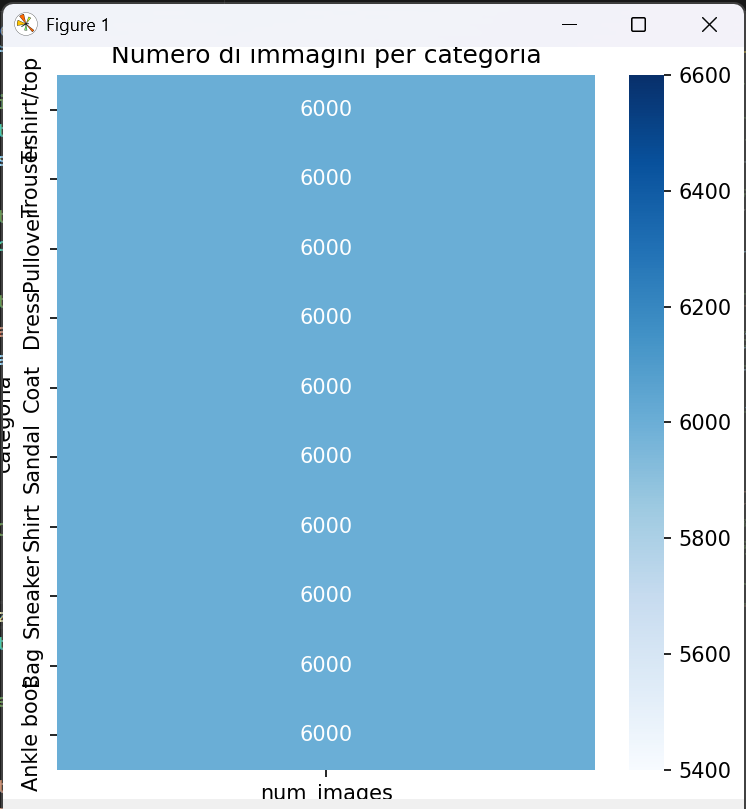 Figure 1
Numero di immagini per categoria
categoria
T-shirt/top
Trouser
Pullover
Dress
Coat
Sandal
Shirt
Sneaker
Bag
Ankle boot
6000
6000
6000
6000
6000
6000
6000
6000
6000
6000
num_images
6600
6400
6200
6000
5800
5600
5400